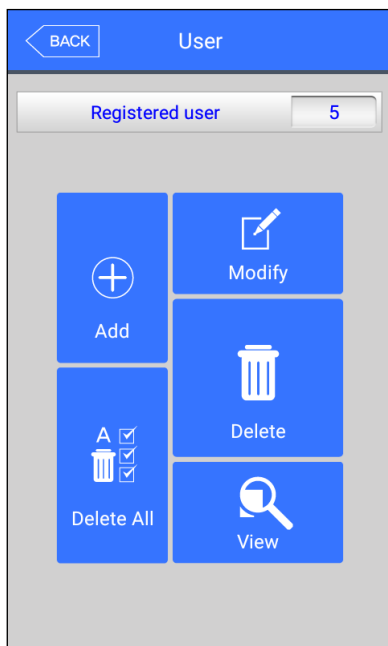 BACK
User
Registered user 5
Add
Modify
Delete
A
Delete All
View